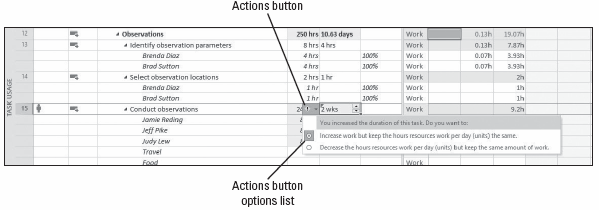 Actions button
12 Observations 250 hrs 10.63 days Work 0.13h 19.07h
13 Identify observation parameters 8 hrs 4 hrs Work 0.13h 7.87h
Brenda Diaz 4 hrs 100% Work 0.07h 3.93h
Brad Sutton 4 hrs 100% Work 0.07h 3.93h
14 Select observation locations 2 hrs 1 hr Work 2h
Brenda Diaz 1 hr 100% Work 1h
Brad Sutton 1 hr 100% Work 1h
15 Conduct observations 2 wks Work 9.2h
Jamie Reding
You increased the duration of this task. Do you want to:
Jeff Pike
Increase work but keep the hours resources work per day (units) the same.
Judy Lew
Decrease the hours resources work per day (units) but keep the same amount of work.
Travel
Food Work
TASK USAGE
Actions button
options list